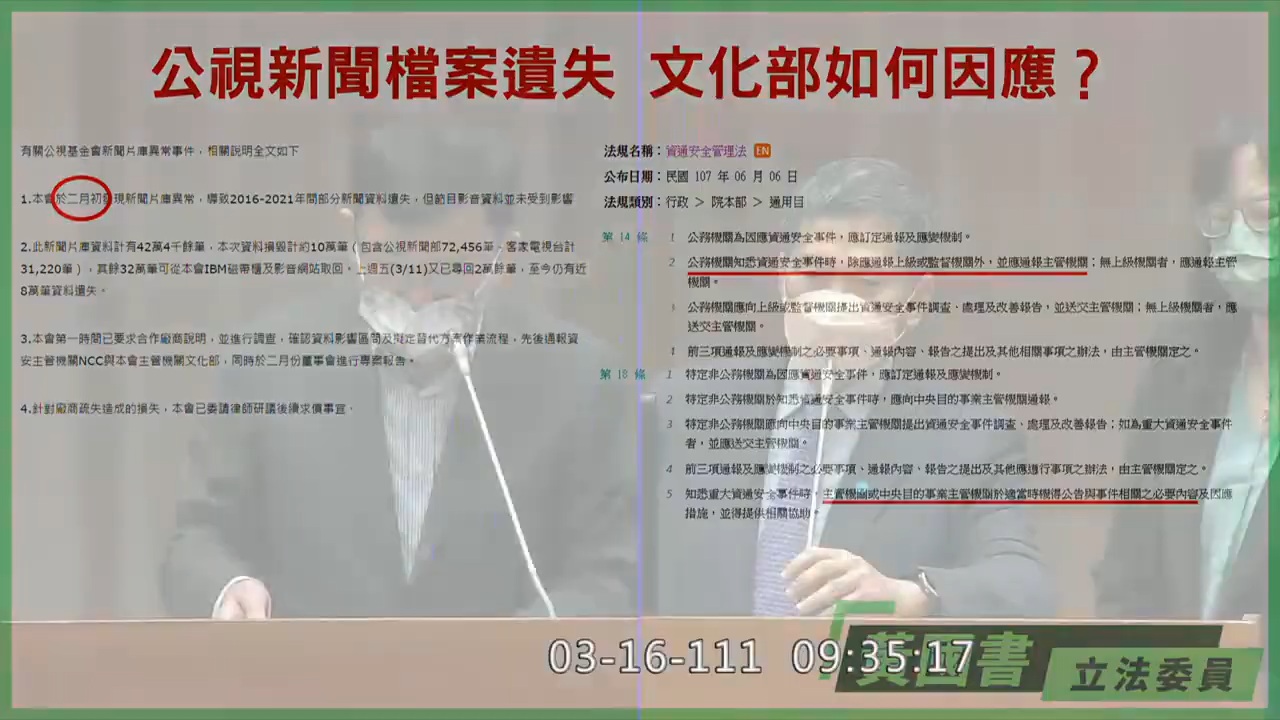 公視新聞檔案遺失 文化部如何因應？
有關公視基金會新聞片庫異常事件，相關說明全文如下
1.本會於二月初發現新聞片庫異常，導致2016-2021年間部分新聞資料遺失，但節目影音資料並未受到影響
2.此新聞片庫資料計有42萬4千餘筆，本次資料損毀計約10萬筆（包含公視新聞部72,456筆、客家電視台計
31,220筆），其餘32萬筆可從本會IBM磁帶櫃及影音網站取回。上週五(3/11)又已尋回2萬餘筆，至今仍有近
8萬筆資料遺失。
3.本會第一時間已要求合作廠商說明，並進行調查，確認資料影響區間及擬定替代方案作業流程，先後通報資
安主管機關NCC與本會主管機關文化部，同時於二月份董事會進行專案報告。
4.針對廠商疏失造成的損失，本會已委請律師研議後續求償事宜．
法規名稱：資通安全管理法 EN
公布日期：民國 107 年 06 月 06 日
法規類別：行政 ＞ 院本部 ＞ 通用目
第 14 條 1 公務機關為因應資通安全事件，應訂定通報及應變機制。
2 公務機關知悉資通安全事件時，除應通報上級或監督機關外，並應通報主管機關；無上級機關者，應通報主管
機關。
3 公務機關應向上級或監督機關提出資通安全事件調查、處理及改善報告，並送交主管機關；無上級機關者，應
送交主管機關。
4 前三項通報及應變機制之必要事項、通報內容、報告之提出及其他相關事項之辦法，由主管機關定之。
第 18 條 1 特定非公務機關為因應資通安全事件，應訂定通報及應變機制。
2 特定非公務機關於知悉資通安全事件時，應向中央目的事業主管機關通報。
3 特定非公務機關應向中央目的事業主管機關提出資通安全事件調查、處理及改善報告；如為重大資通安全事件
者，並應送交主管機關。
4 前三項通報及應變機制之必要事項、通報內容、報告之提出及其他應遵行事項之辦法，由主管機關定之。
5 知悉重大資通安全事件時，主管機關或中央目的事業主管機關於適當時機得公告與事件相關之必要內容及因應
措施，並得提供相關協助。
03-16-111 09:35:17
國書
立法委員